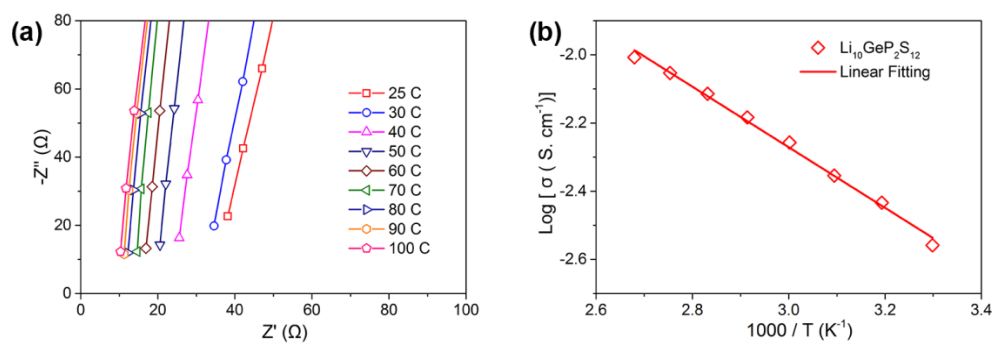 (a)
80
60
40
20
0
-Z'' (Ω)
0 20 40 60 80 100
Z' (Ω)
25 C
30 C
40 C
50 C
60 C
70 C
80 C
90 C
100 C
(b)
-2.0
-2.2
-2.4
-2.6
Log [ σ ( S. cm⁻¹)]
2.6 2.8 3.0 3.2 3.4
1000 / T (K⁻¹)
Li₁₀GeP₂S₁₂
Linear Fitting